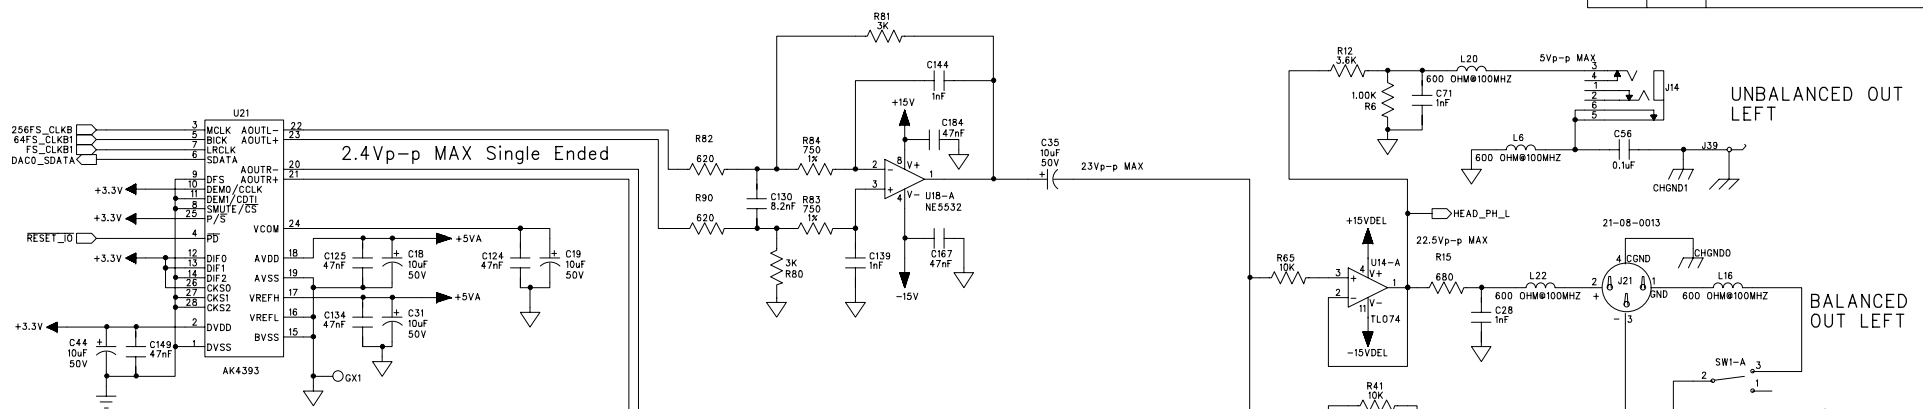 R81
3K
C144
1nF
+15V
C184
47nF
U21
256FS_CLKB
64FS_CLKB1
FS_CLKB1
DAC0_SDATA
3 MCLK AOUTL- 22
5 BICK AOUTL+ 23
7 LRCLK
6 SDATA
AOUTR- 20
AOUTR+ 21
2.4Vp-p MAX Single Ended
9 DFS
+3.3V
10 DEM0/CCLK
11 DEM1/CDTI
8 SMUTE/CS
+3.3V
25 P/S
VCOM 24
RESET_IO
4 PD
+3.3V
12 DIF0
13 DIF1
14 DIF2
26 CKS0
27 CKS1
28 CKS2
AVDD 18
AVSS 19
VREFH 17
VREFL 16
BVSS 15
+3.3V
2 DVDD
1 DVSS
AK4393
C44
10uF
50V
C149
47nF
GX1
C125
47nF
C18
10uF
50V
+5VA
C134
47nF
C31
10uF
50V
+5VA
C124
47nF
C19
10uF
50V
R82
620
R84
750
1%
R90
620
C130
8.2nF
R83
750
1%
3K
R80
C139
1nF
2
3
8
V+
1
4
V-
U18-A
NE5532
C167
47nF
-15V
C35
10uF
50V
23Vp-p MAX
R12
3.6K
1.00K
R6
C71
1nF
L20
600 OHM@100MHZ
5Vp-p MAX
3
4
1
2
6
5
J14
UNBALANCED OUT
LEFT
L6
600 OHM@100MHZ
C56
0.1uF
J39
CHGND1
HEAD_PH_L
+15VDEL
22.5Vp-p MAX
R65
10K
3
2
4
V+
U14-A
1
11
V-
TL074
-15VDEL
R15
680
C28
1nF
L22
600 OHM@100MHZ
21-08-0013
4 CGND
CHGND0
2
+
J21
1
GND
-
3
L16
600 OHM@100MHZ
BALANCED
OUT LEFT
SW1-A
2
3
1
R41
10K